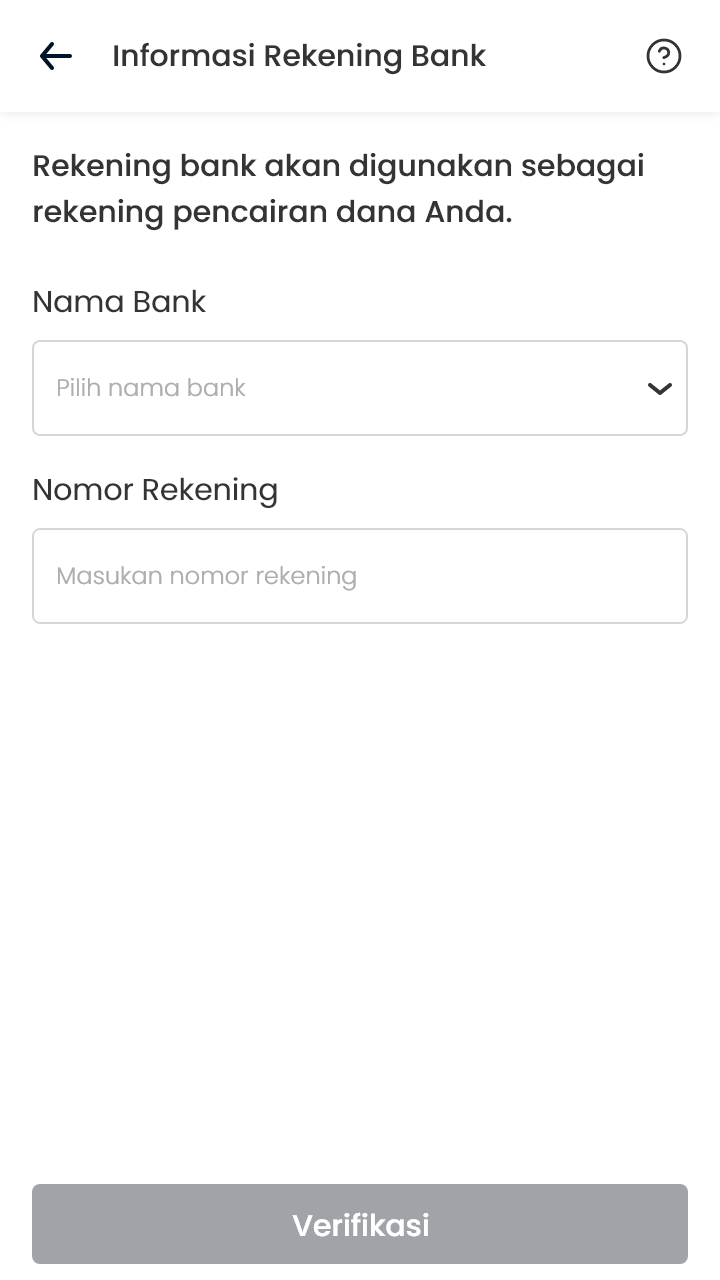 Informasi Rekening Bank
Rekening bank akan digunakan sebagai
rekening pencairan dana Anda.
Nama Bank
Pilih nama bank
Nomor Rekening
Masukan nomor rekening
Verifikasi